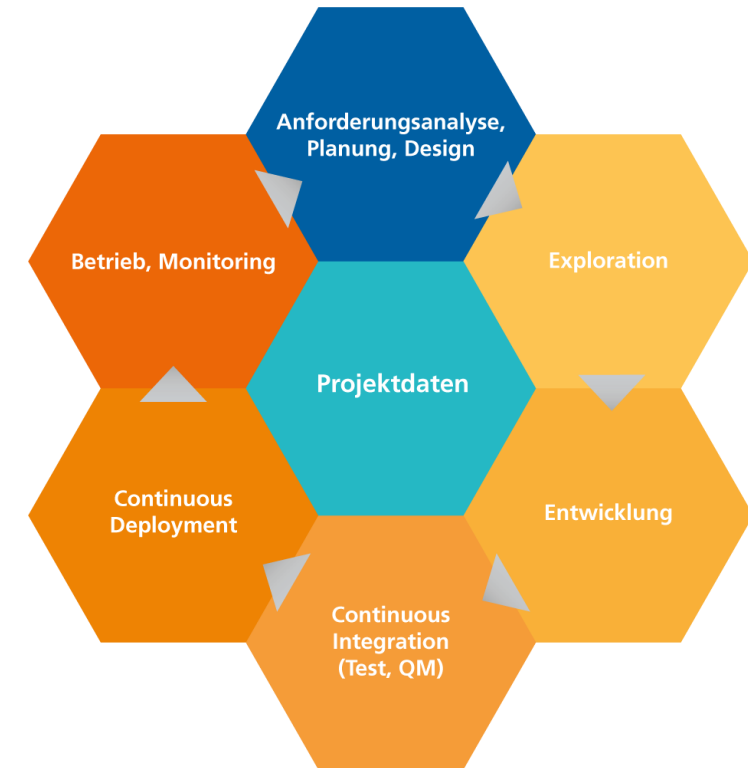 Anforderungsanalyse,
Planung, Design
Betrieb, Monitoring
Exploration
Projektdaten
Continuous
Deployment
Entwicklung
Continuous
Integration
(Test, QM)